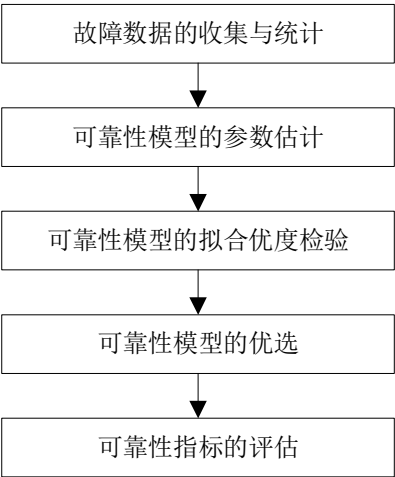 故障数据的收集与统计
可靠性模型的参数估计
可靠性模型的拟合优度检验
可靠性模型的优选
可靠性指标的评估